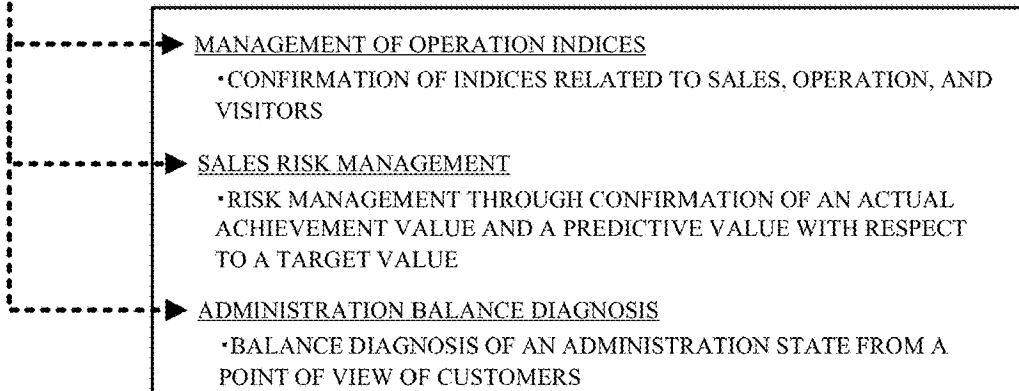 MANAGEMENT OF OPERATION INDICES
・CONFIRMATION OF INDICES RELATED TO SALES, OPERATION, AND
VISITORS
SALES RISK MANAGEMENT
・RISK MANAGEMENT THROUGH CONFIRMATION OF AN ACTUAL
ACHIEVEMENT VALUE AND A PREDICTIVE VALUE WITH RESPECT
TO A TARGET VALUE
ADMINISTRATION BALANCE DIAGNOSIS
・BALANCE DIAGNOSIS OF AN ADMINISTRATION STATE FROM A
POINT OF VIEW OF CUSTOMERS